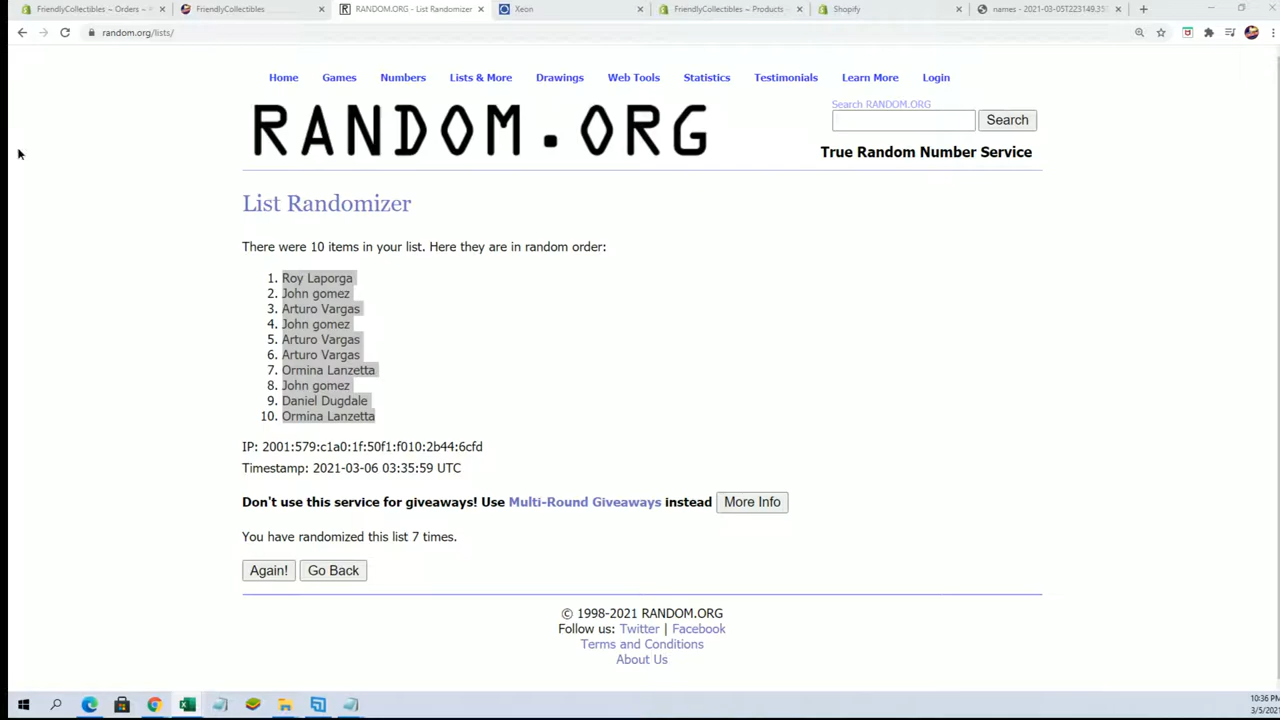 FriendlyCollectibles ~ Orders ~
FriendlyCollectibles
RANDOM.ORG - List Randomizer
Xeon
FriendlyCollectibles ~ Products
Shopify
names - 2021-03-05T223149.35
random.org/lists/
Home Games Numbers Lists & More Drawings Web Tools Statistics Testimonials Learn More Login
RANDOM.ORG
Search RANDOM.ORG
Search
True Random Number Service
List Randomizer
There were 10 items in your list. Here they are in random order:
1. Roy Laporga
2. John gomez
3. Arturo Vargas
4. John gomez
5. Arturo Vargas
6. Arturo Vargas
7. Ormina Lanzetta
8. John gomez
9. Daniel Dugdale
10. Ormina Lanzetta
IP: 2001:579:c1a0:1f:50f1:f010:2b44:6cfd
Timestamp: 2021-03-06 03:35:59 UTC
Don't use this service for giveaways! Use Multi-Round Giveaways instead More Info
You have randomized this list 7 times.
Again! Go Back
© 1998-2021 RANDOM.ORG
Follow us: Twitter | Facebook
Terms and Conditions
About Us
10:36 PM
3/5/2021